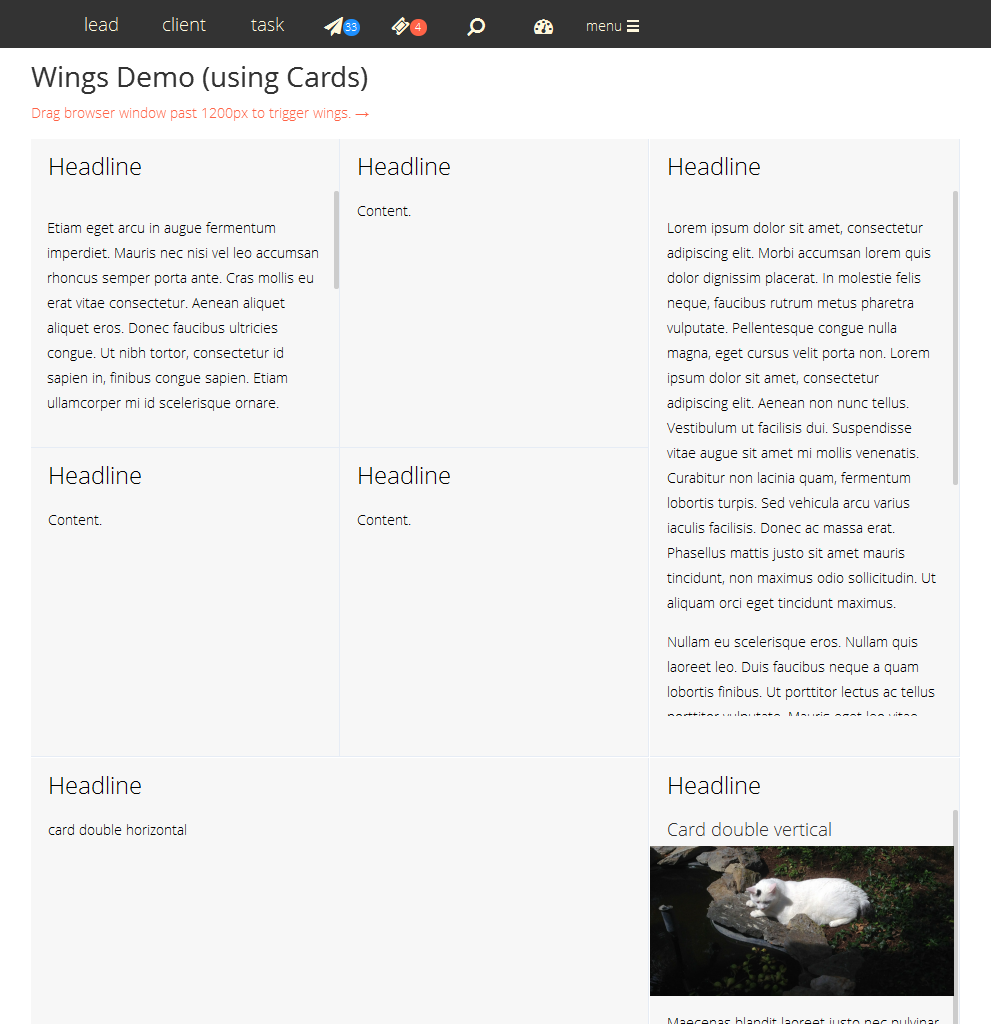 lead client task 33 4 menu
Wings Demo (using Cards)
Drag browser window past 1200px to trigger wings. →
Headline
Etiam eget arcu in augue fermentum
imperdiet. Mauris nec nisi vel leo accumsan
rhoncus semper porta ante. Cras mollis eu
erat vitae consectetur. Aenean aliquet
aliquet eros. Donec faucibus ultricies
congue. Ut nibh tortor, consectetur id
sapien in, finibus congue sapien. Etiam
ullamcorper mi id scelerisque ornare.
Headline
Content.
Headline
Lorem ipsum dolor sit amet, consectetur
adipiscing elit. Morbi accumsan lorem quis
dolor dignissim placerat. In molestie felis
neque, faucibus rutrum metus pharetra
vulputate. Pellentesque congue nulla
magna, eget cursus velit porta non. Lorem
ipsum dolor sit amet, consectetur
adipiscing elit. Aenean non nunc tellus.
Vestibulum ut facilisis dui. Suspendisse
vitae augue sit amet mi mollis venenatis.
Curabitur non lacinia quam, fermentum
lobortis turpis. Sed vehicula arcu varius
iaculis facilisis. Donec ac massa erat.
Phasellus mattis justo sit amet mauris
tincidunt, non maximus odio sollicitudin. Ut
aliquam orci eget tincidunt maximus.
Nullam eu scelerisque eros. Nullam quis
laoreet leo. Duis faucibus neque a quam
lobortis finibus. Ut porttitor lectus ac tellus
porttitor vulputate. Mauris eget leo vitae
Headline
Content.
Headline
Content.
Headline
card double horizontal
Headline
Card double vertical
Maecenas blandit laoreet justo nec pulvinar